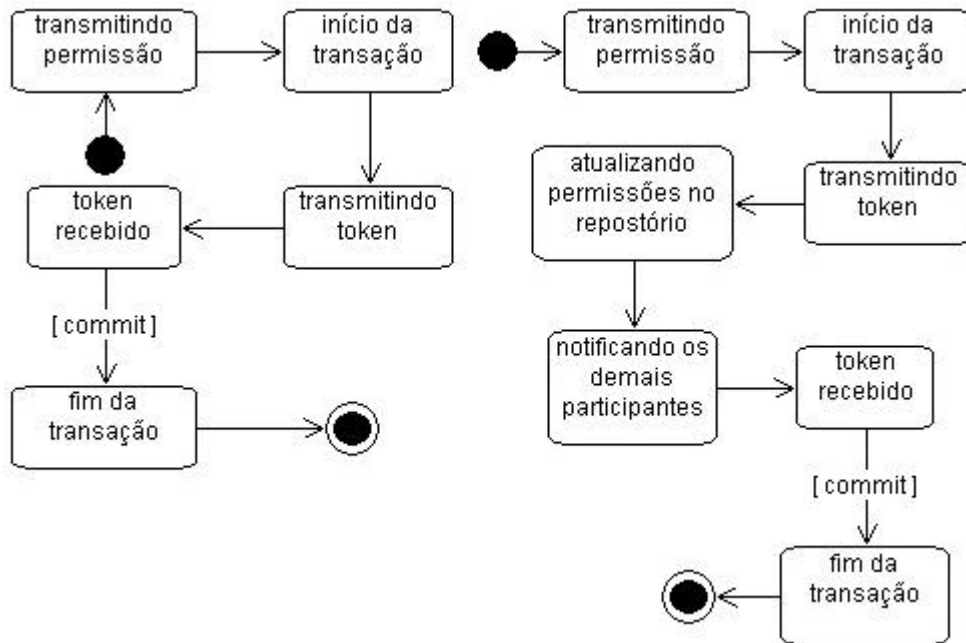 transmitindo
permissão
início da
transação
token
recebido
transmitindo
token
[ commit ]
fim da
transação
transmitindo
permissão
início da
transação
atualizando
permissões no
repostório
transmitindo
token
notificando os
demais
participantes
token
recebido
[ commit ]
fim da
transação